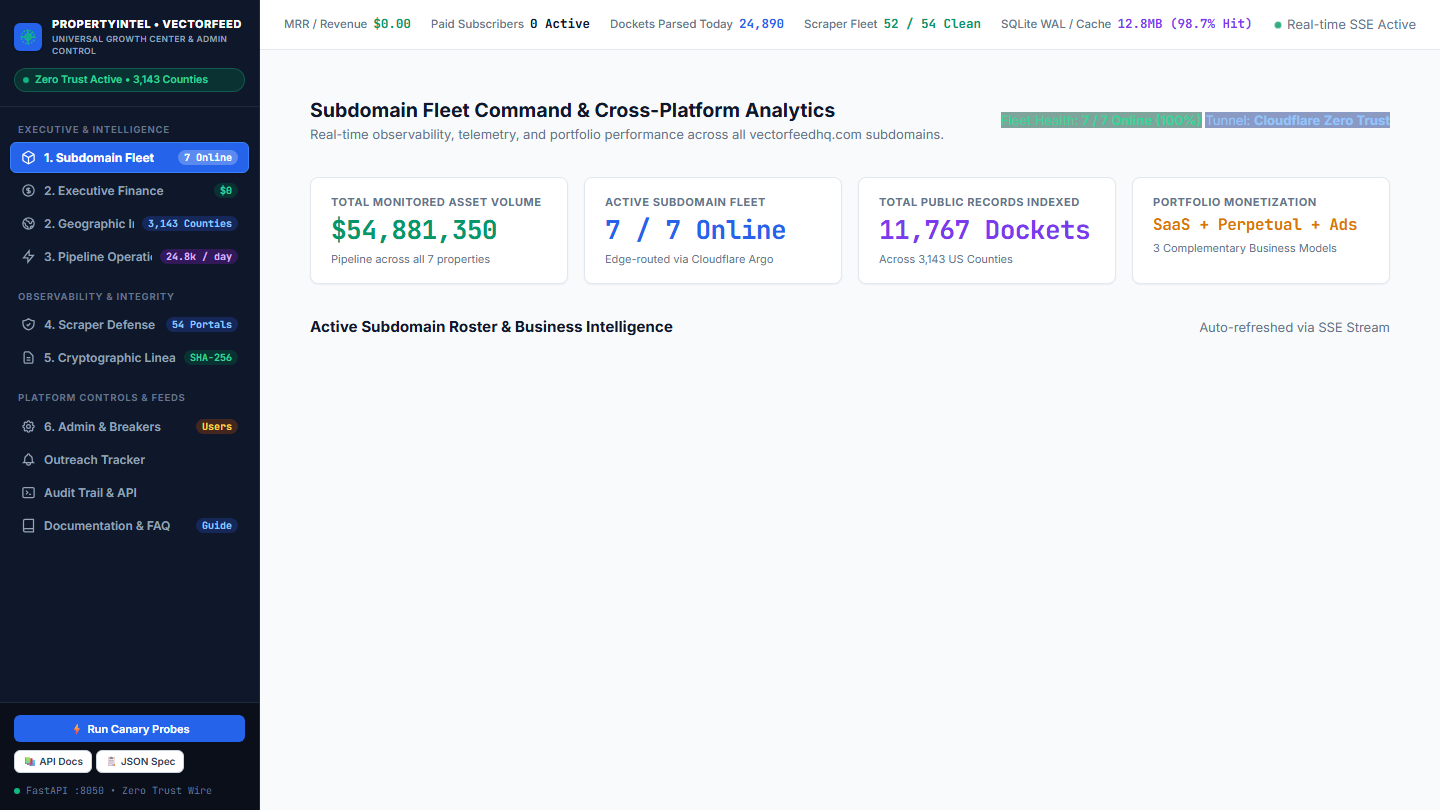 PROPERTYINTEL • VECTORFEED
UNIVERSAL GROWTH CENTER & ADMIN
CONTROL
Zero Trust Active • 3,143 Counties
EXECUTIVE & INTELLIGENCE
1. Subdomain Fleet 7 Online
2. Executive Finance $0
2. Geographic I 3,143 Counties
3. Pipeline Operati 24.8k / day
OBSERVABILITY & INTEGRITY
4. Scraper Defense 54 Portals
5. Cryptographic Linea SHA-256
PLATFORM CONTROLS & FEEDS
6. Admin & Breakers Users
Outreach Tracker
Audit Trail & API
Documentation & FAQ Guide
Run Canary Probes
API Docs JSON Spec
FastAPI :8050 • Zero Trust Wire
MRR / Revenue $0.00 Paid Subscribers 0 Active Dockets Parsed Today 24,890 Scraper Fleet 52 / 54 Clean SQLite WAL / Cache 12.8MB (98.7% Hit) Real-time SSE Active
Subdomain Fleet Command & Cross-Platform Analytics
Real-time observability, telemetry, and portfolio performance across all vectorfeedhq.com subdomains.
Fleet Health: 7 / 7 Online (100%) Tunnel: Cloudflare Zero Trust
TOTAL MONITORED ASSET VOLUME
$54,881,350
Pipeline across all 7 properties
ACTIVE SUBDOMAIN FLEET
7 / 7 Online
Edge-routed via Cloudflare Argo
TOTAL PUBLIC RECORDS INDEXED
11,767 Dockets
Across 3,143 US Counties
PORTFOLIO MONETIZATION
SaaS + Perpetual + Ads
3 Complementary Business Models
Active Subdomain Roster & Business Intelligence
Auto-refreshed via SSE Stream